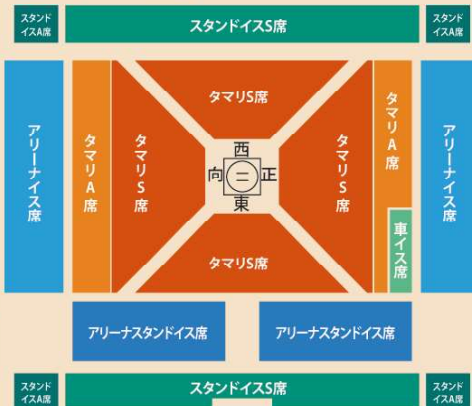 スタンド
イスA席
スタンドイスS席
スタンド
イスA席
アリーナイス席
タマリA席
タマリS席
タマリS席
西
向
正
東
タマリS席
タマリS席
タマリA席
車イス席
アリーナイス席
アリーナスタンドイス席
アリーナスタンドイス席
スタンド
イスA席
スタンドイスS席
スタンド
イスA席